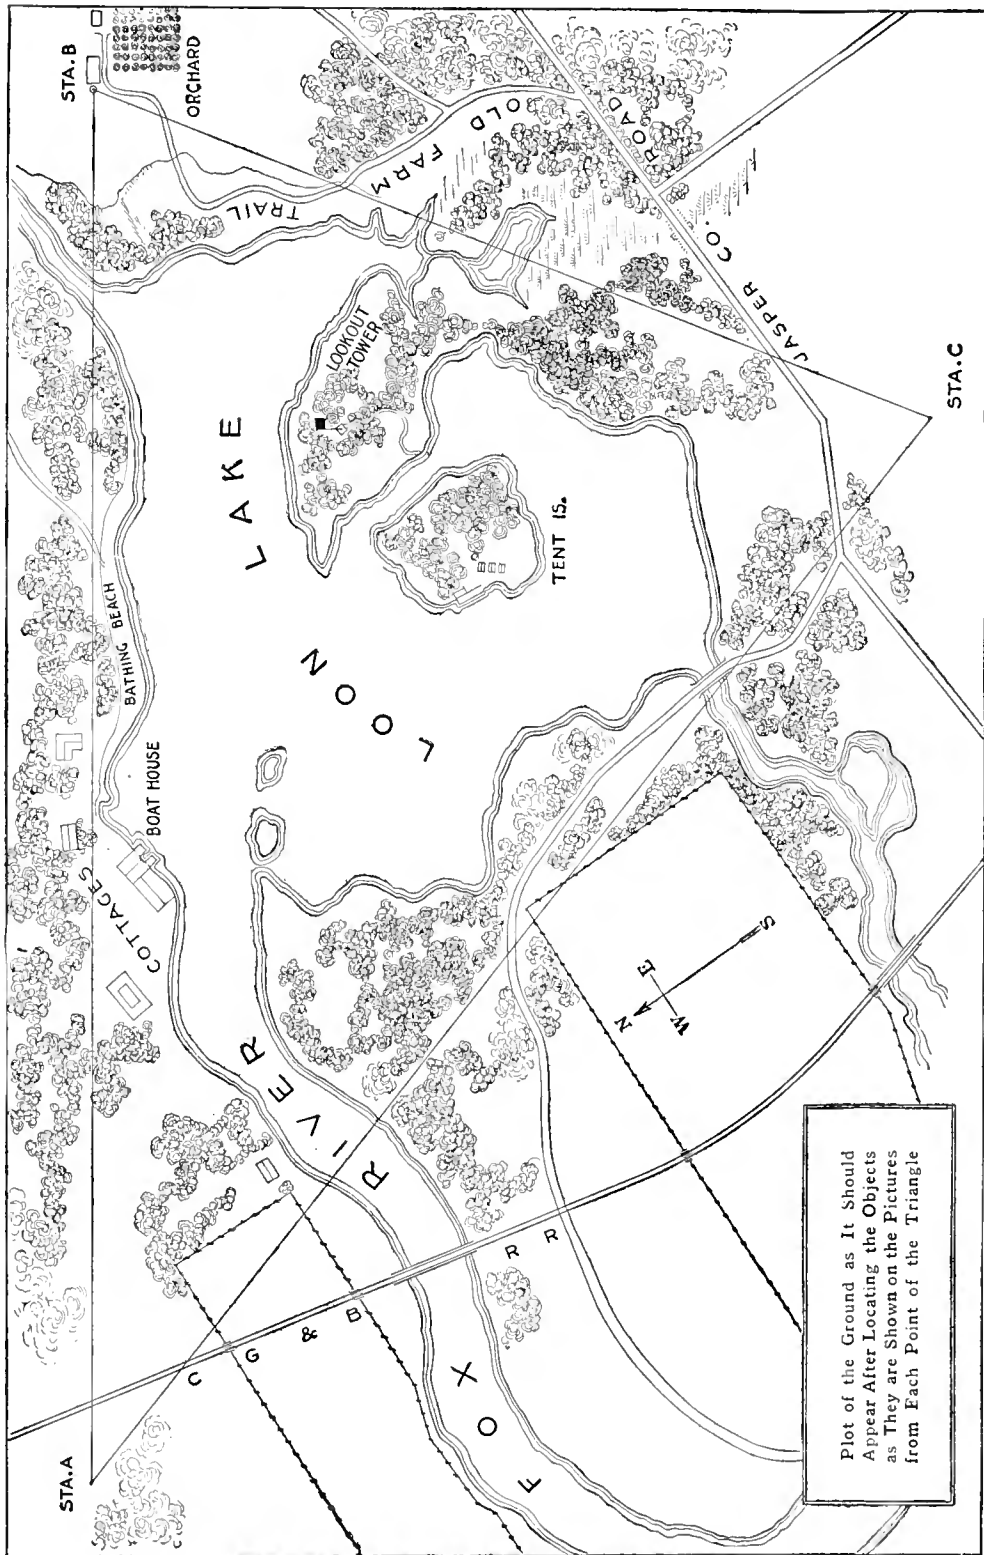 STA. B
ORCHARD
TRAIL
OLD FARM
ROAD
JASPER CO.
LOOKOUT
TOWER
LOON LAKE
TENT 15.
STA. C
BATHING BEACH
BOAT HOUSE
COTTAGES
FOX RIVER
N
E
W
S
C G & B R R
STA. A
Plot of the Ground as It Should
Appear After Locating the Objects
as They are Shown on the Pictures
from Each Point of the Triangle